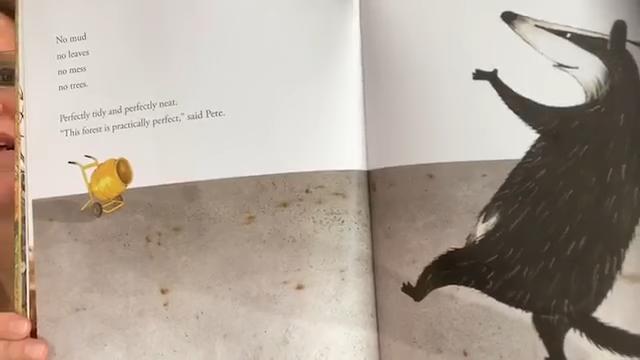 No mud
no leaves
no mess
no trees.
Perfectly tidy and perfectly neat.
"This forest is practically perfect," said Pete.